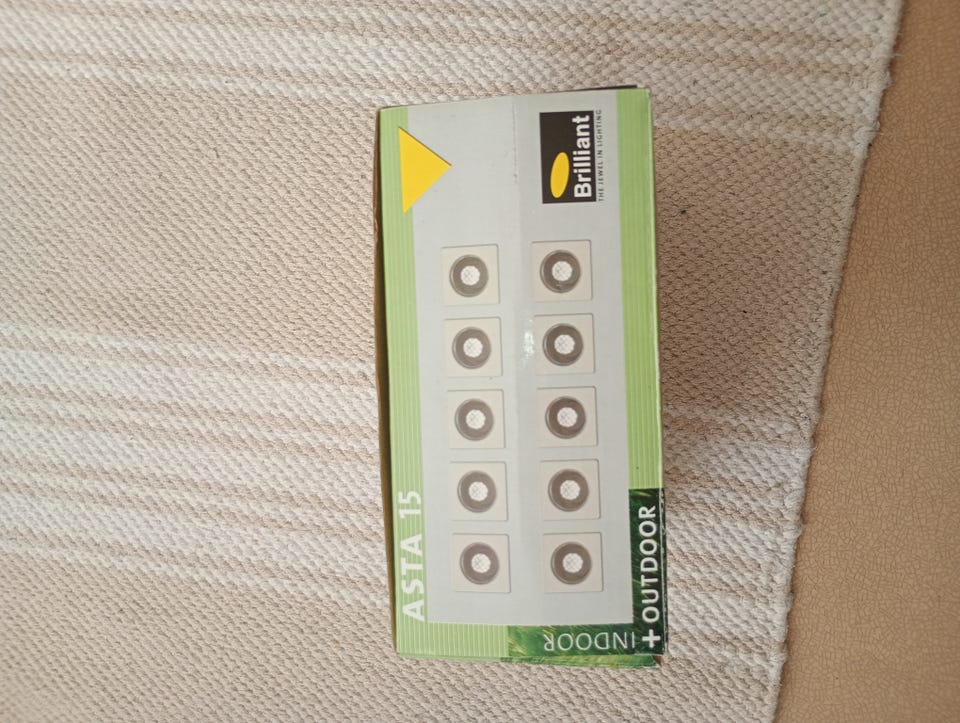 ASTA 15
Brilliant
THE JEWEL IN LIGHTING
INDOOR
+OUTDOOR